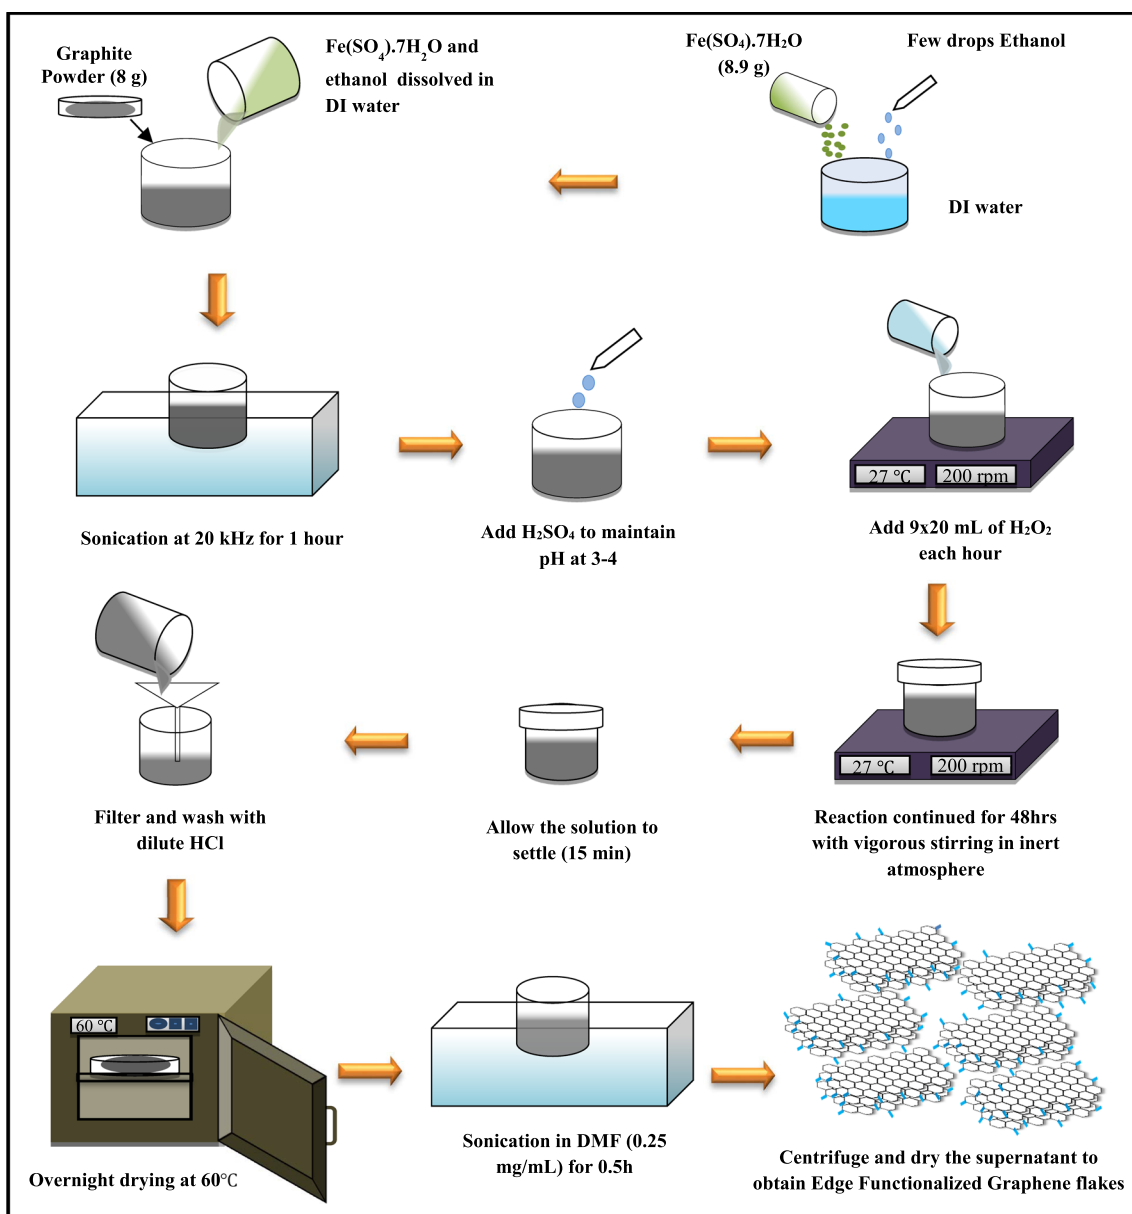 Graphite
Powder (8 g)
Fe(SO₄).7H₂O and
ethanol dissolved in
DI water
Fe(SO₄).7H₂O
(8.9 g)
Few drops Ethanol
DI water
Sonication at 20 kHz for 1 hour
Add H₂SO₄ to maintain
pH at 3-4
27 °C
200 rpm
Add 9x20 mL of H₂O₂
each hour
Filter and wash with
dilute HCl
Allow the solution to
settle (15 min)
27 °C
200 rpm
Reaction continued for 48hrs
with vigorous stirring in inert
atmosphere
60 °C
Overnight drying at 60°C
Sonication in DMF (0.25
mg/mL) for 0.5h
Centrifuge and dry the supernatant to
obtain Edge Functionalized Graphene flakes